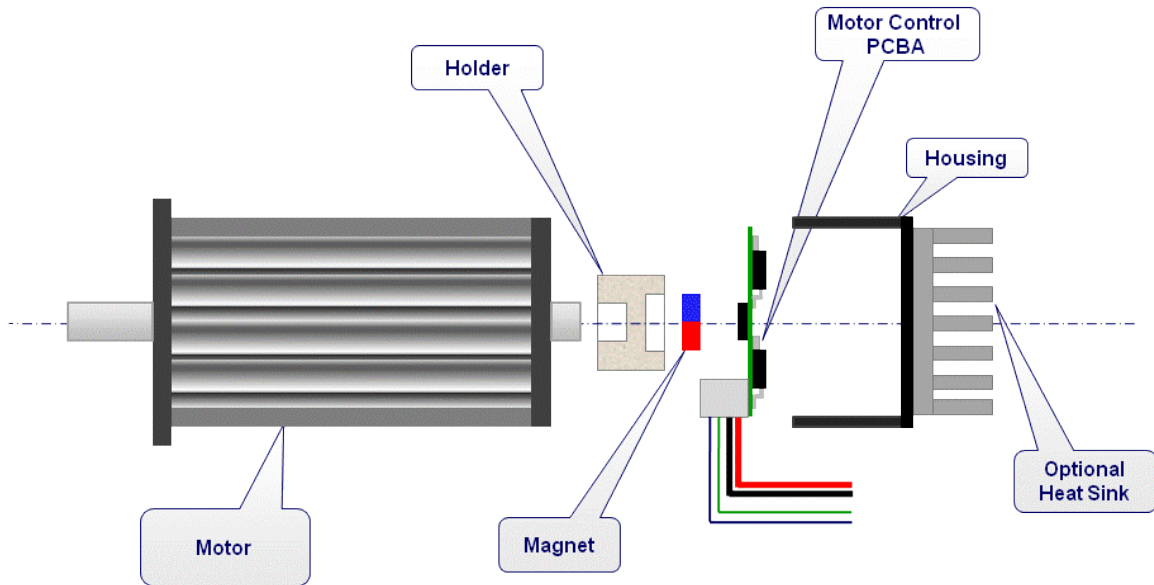 Motor Control
PCBA
Holder
Housing
Optional
Heat Sink
Motor
Magnet